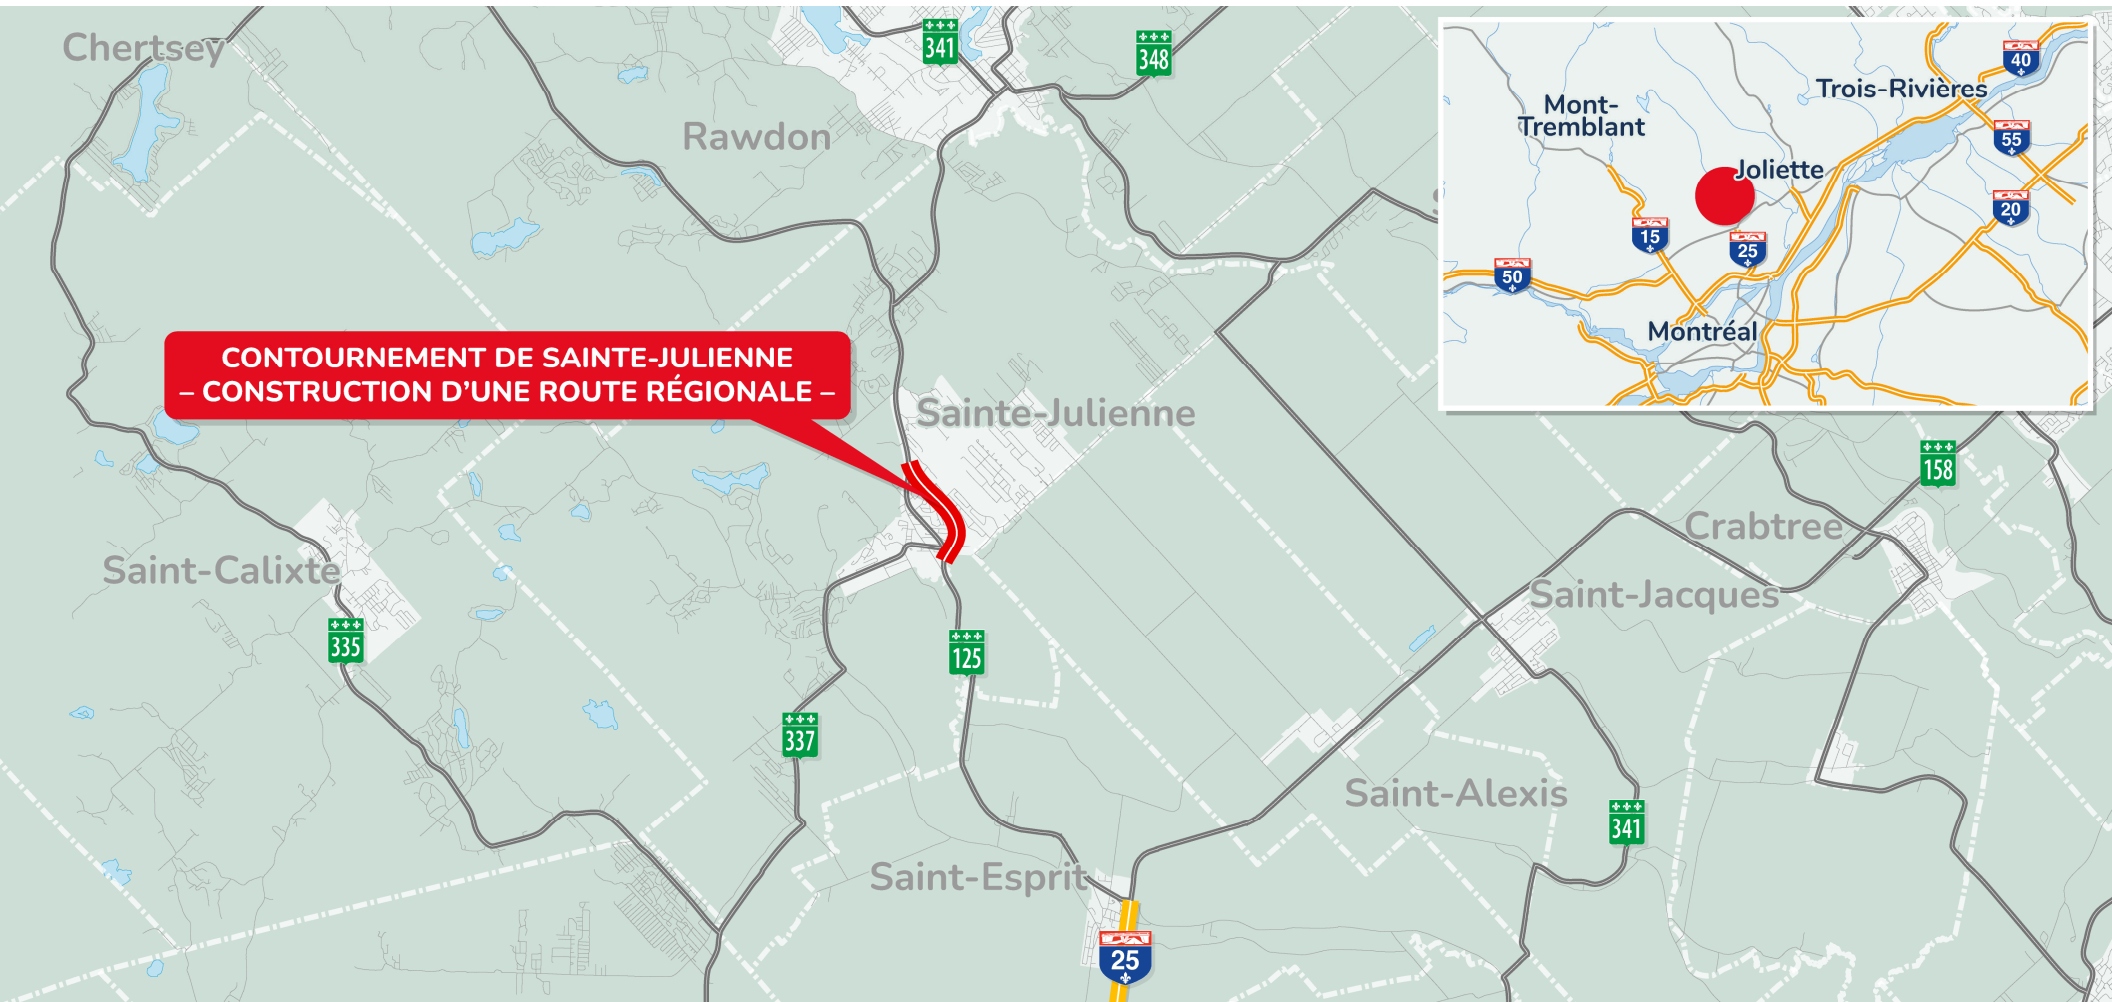 Chertsey
341
348
Rawdon
CONTOURNEMENT DE SAINTE-JULIENNE
– CONSTRUCTION D’UNE ROUTE RÉGIONALE –
Sainte-Julienne
Saint-Calixte
335
125
337
Saint-Esprit
25
Saint-Alexis
341
Saint-Jacques
Crabtree
158
40
Trois-Rivières
Mont-
Tremblant
55
Joliette
20
15
25
50
Montréal